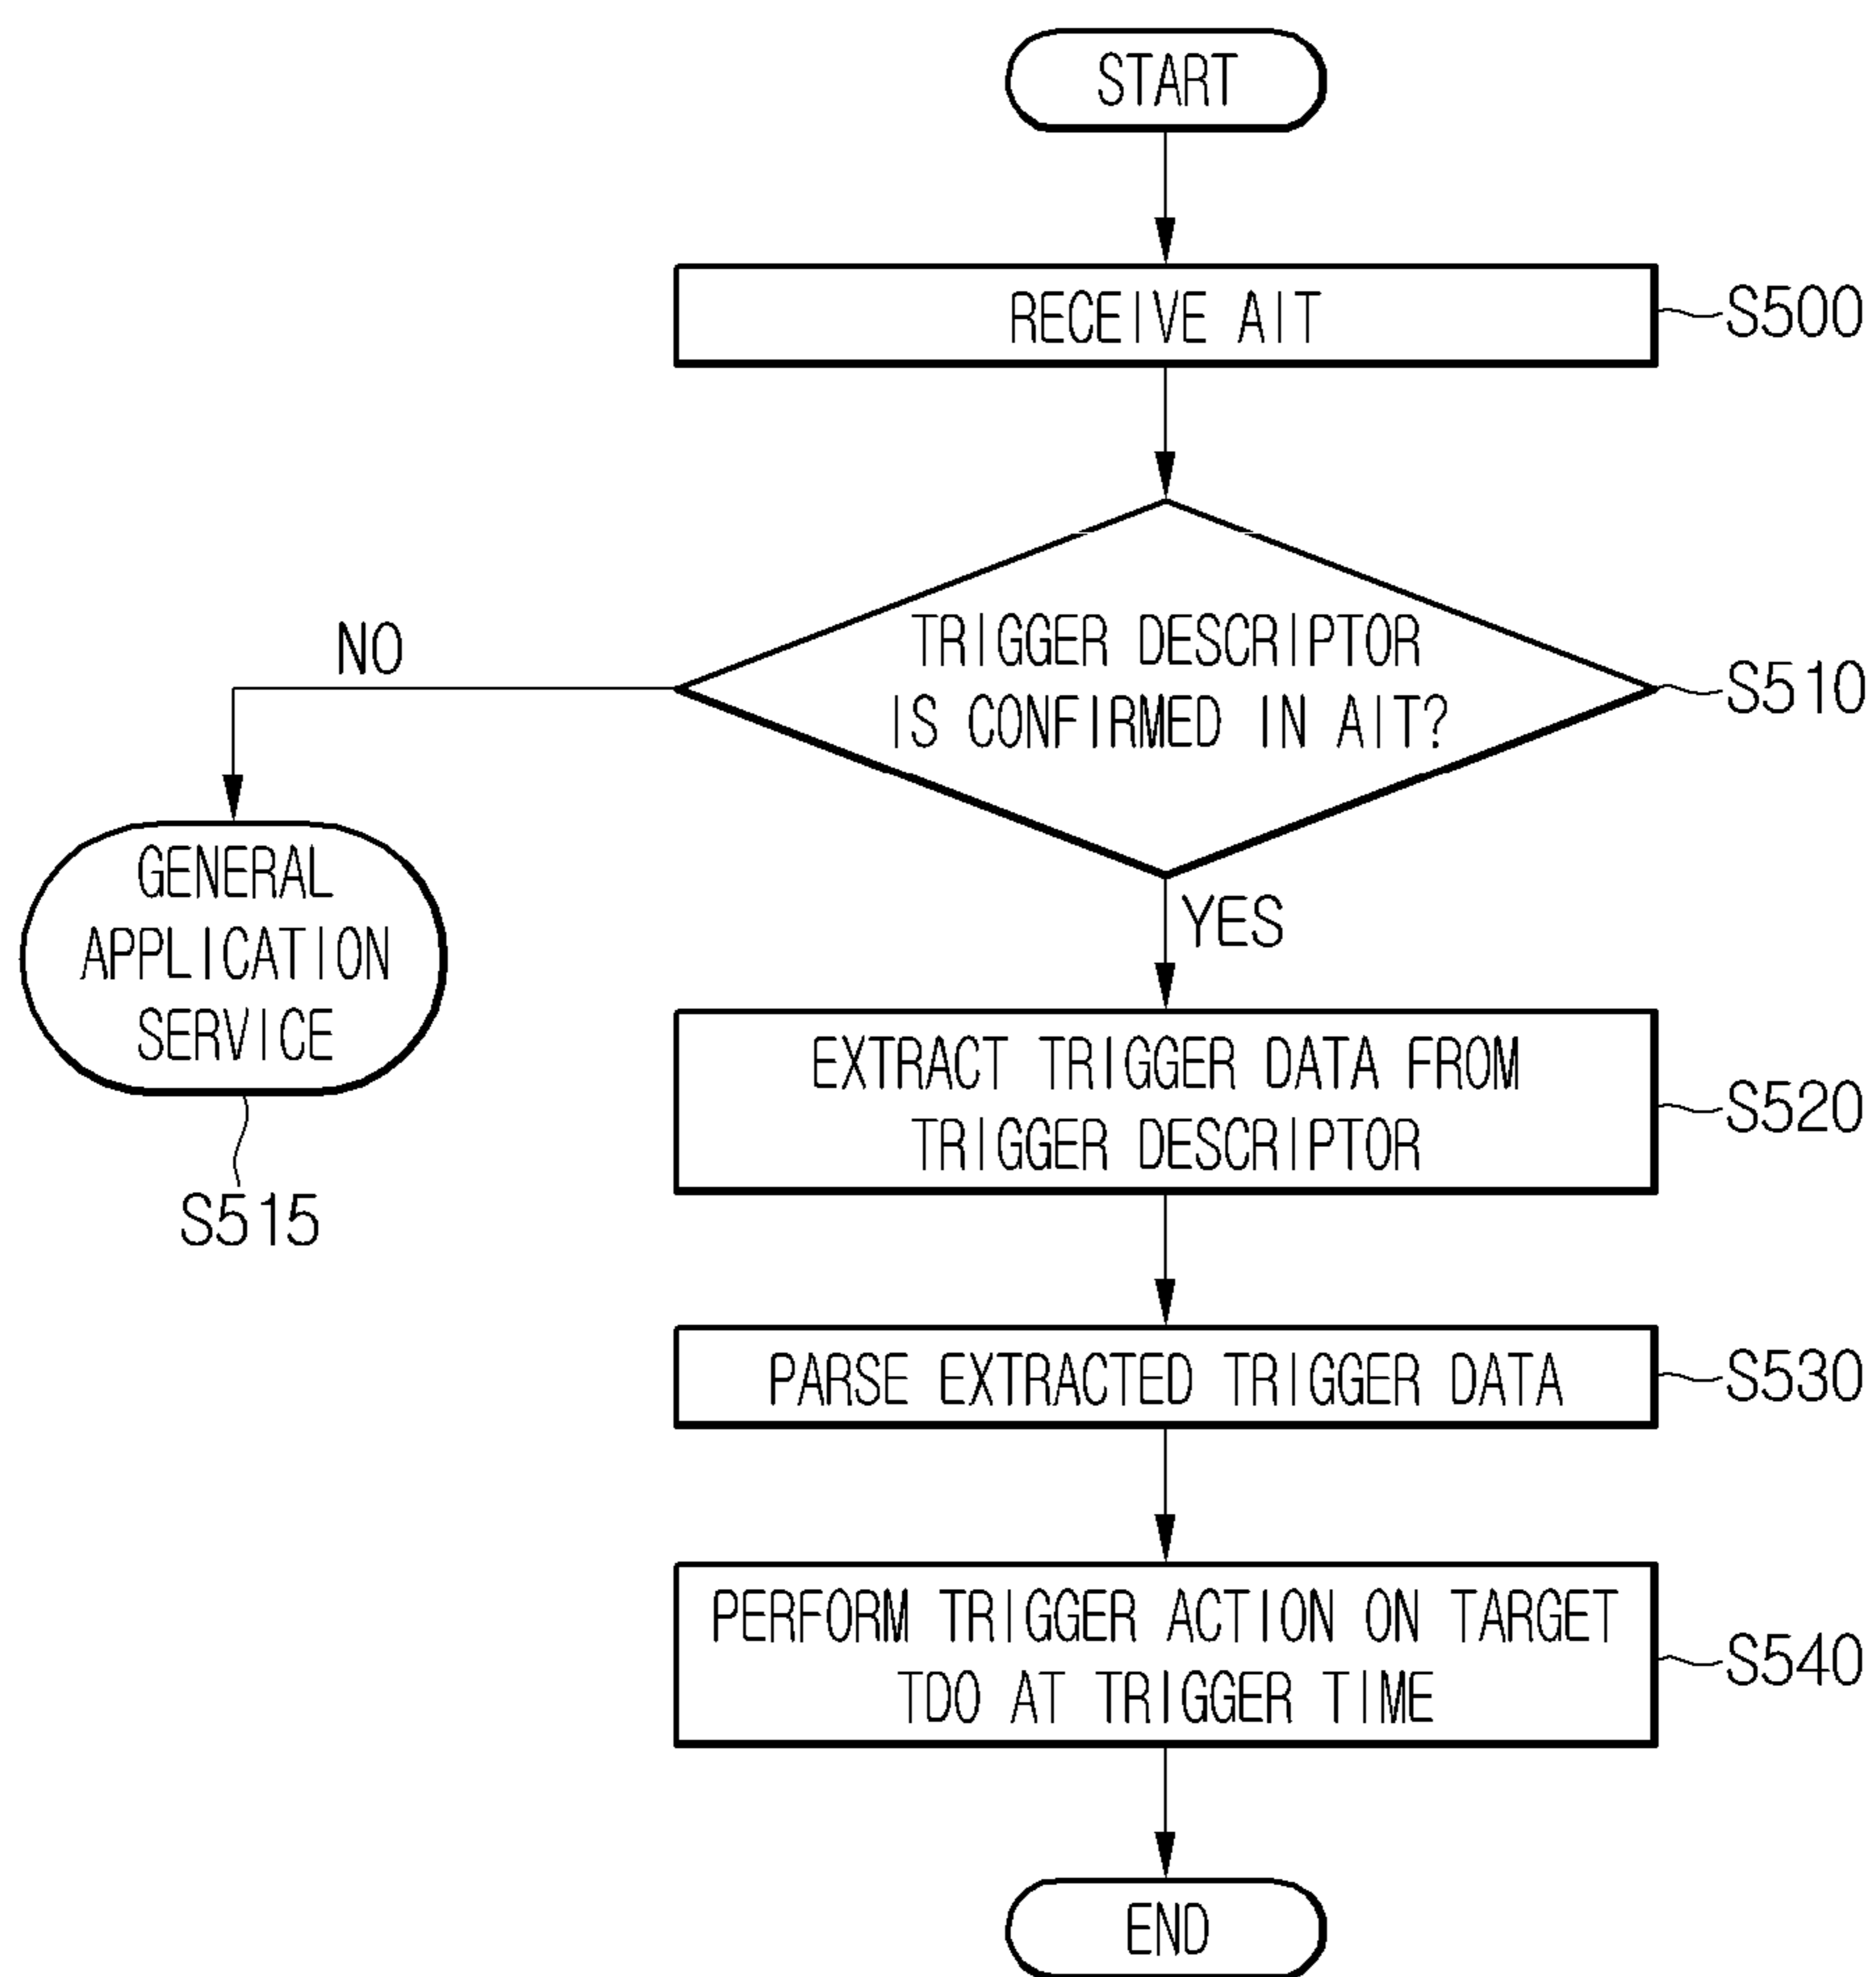 START
RECEIVE AIT
S500
TRIGGER DESCRIPTOR
IS CONFIRMED IN AIT?
S510
NO
GENERAL
APPLICATION
SERVICE
S515
YES
EXTRACT TRIGGER DATA FROM
TRIGGER DESCRIPTOR
S520
PARSE EXTRACTED TRIGGER DATA
S530
PERFORM TRIGGER ACTION ON TARGET
TDO AT TRIGGER TIME
S540
END